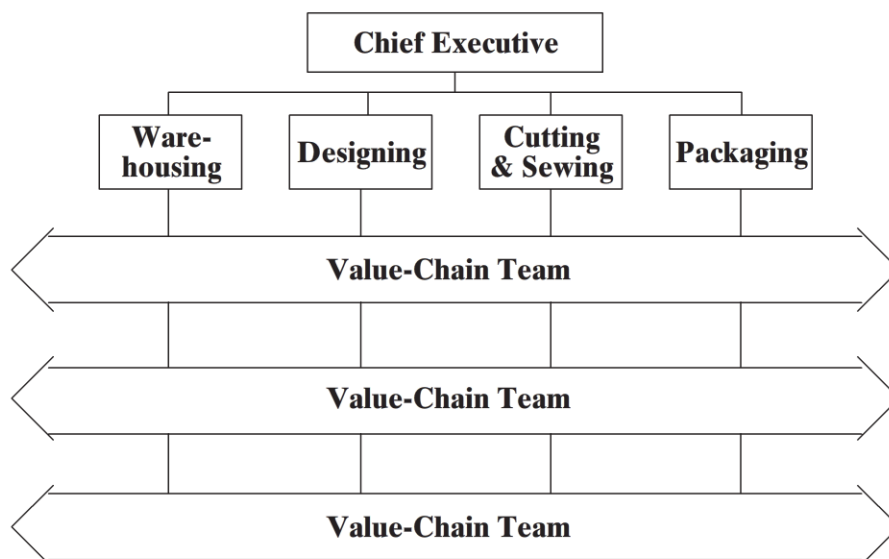 Chief Executive
Ware-
housing
Designing
Cutting
& Sewing
Packaging
Value-Chain Team
Value-Chain Team
Value-Chain Team